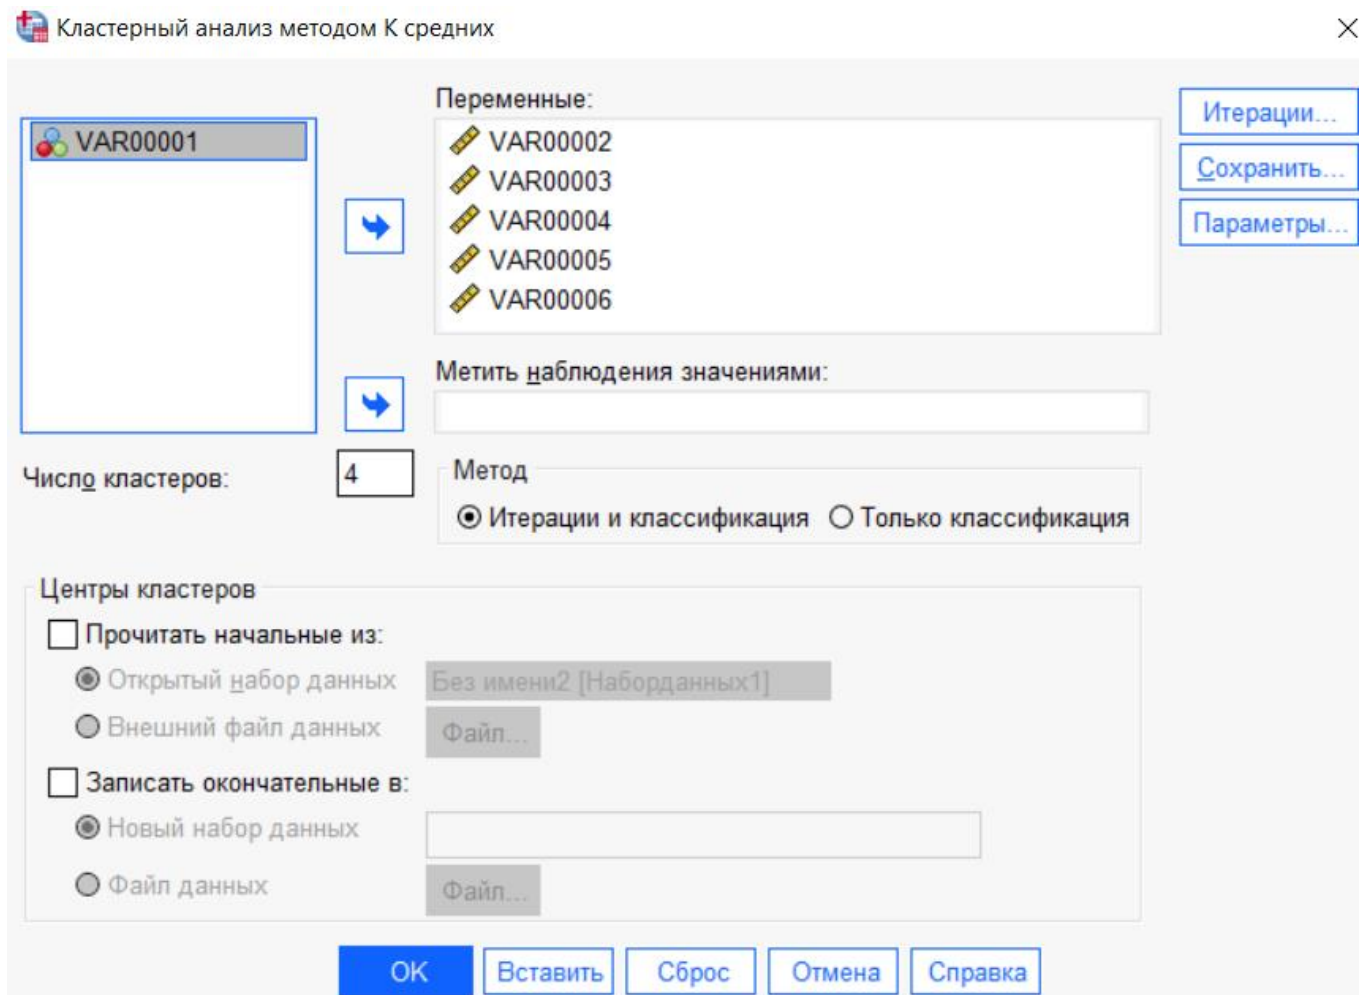 Кластерный анализ методом К средних
Переменные:
VAR00001
VAR00002
VAR00003
VAR00004
VAR00005
VAR00006
Итерации...
Сохранить...
Параметры...
Метить наблюдения значениями:
Число кластеров:
4
Метод
Итерации и классификация
Только классификация
Центры кластеров
Прочитать начальные из:
Открытый набор данных
Без имени2 [Наборданных1]
Внешний файл данных
Файл...
Записать окончательные в:
Новый набор данных
Файл данных
Файл...
OK
Вставить
Сброс
Отмена
Справка